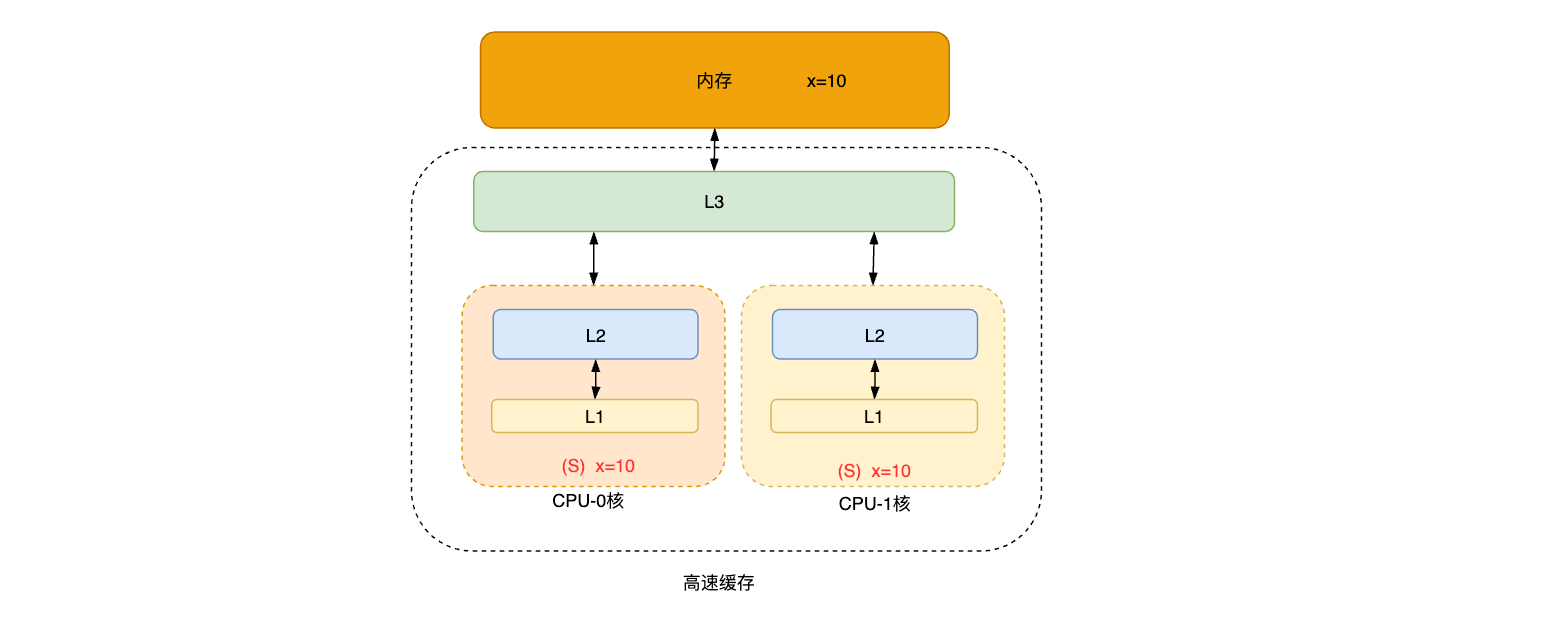 内存 x=10
L3
L2 L2
L1 L1
(S) x=10 (S) x=10
CPU-0核 CPU-1核
高速缓存